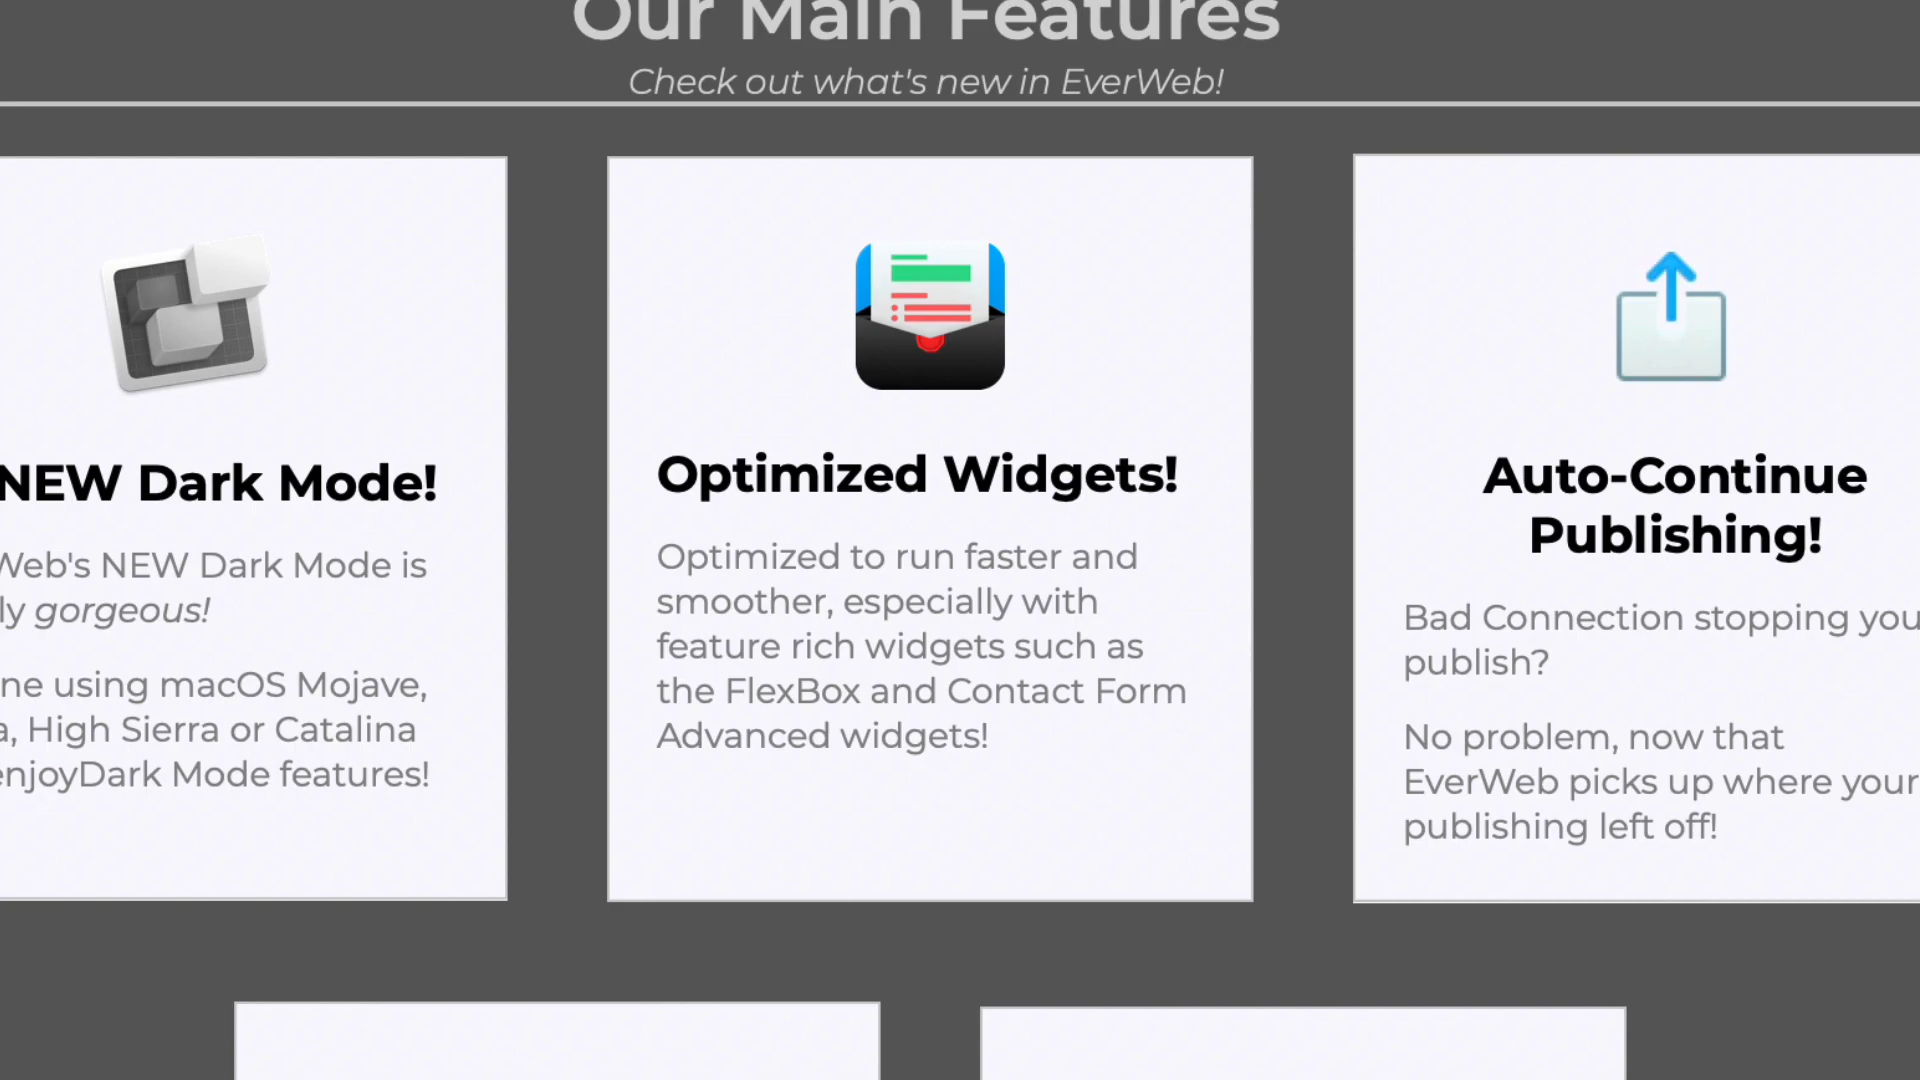 Our Main Features
Check out what's new in EverWeb!
NEW Dark Mode!
Web's NEW Dark Mode is
ly gorgeous!
ne using macOS Mojave,
a, High Sierra or Catalina
enjoyDark Mode features!
Optimized Widgets!
Optimized to run faster and
smoother, especially with
feature rich widgets such as
the FlexBox and Contact Form
Advanced widgets!
Auto-Continue
Publishing!
Bad Connection stopping you
publish?
No problem, now that
EverWeb picks up where your
publishing left off!